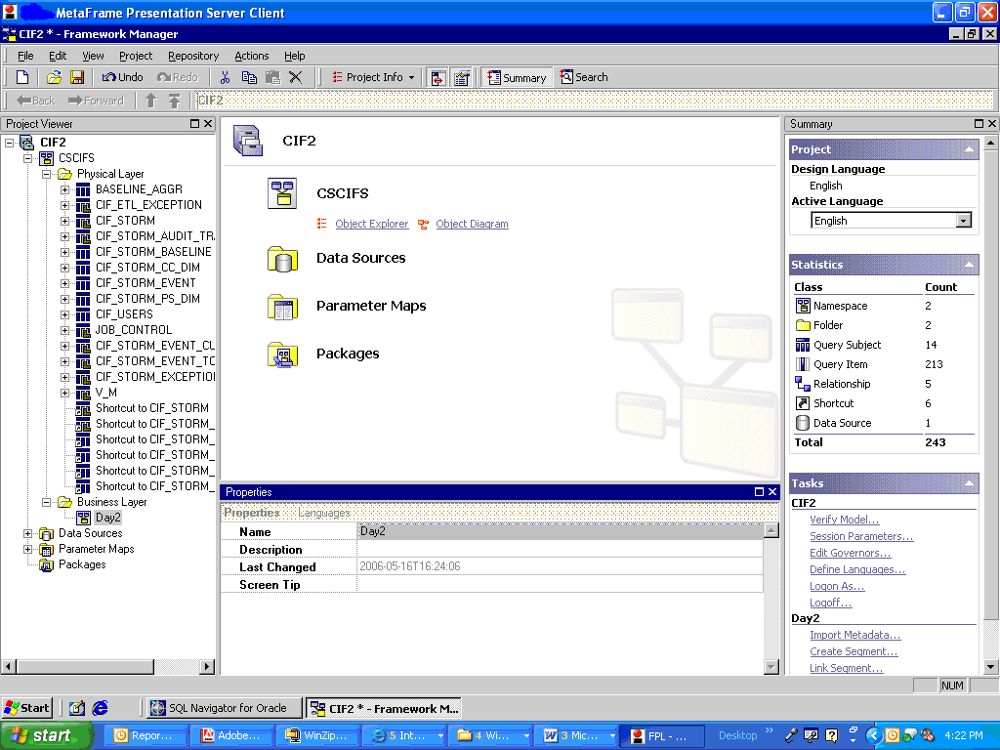 MetaFrame Presentation Server Client
CIF2 * - Framework Manager
File Edit View Project Repository Actions Help
Undo Redo Project Info Summary Search
Back Forward CIF2
Project Viewer
CIF2
CSCIFS
Physical Layer
BASELINE_AGGR
CIF_ETL_EXCEPTION
CIF_STORM
CIF_STORM_AUDIT_TR
CIF_STORM_BASELINE
CIF_STORM_CC_DIM
CIF_STORM_EVENT
CIF_STORM_PS_DIM
CIF_USERS
JOB_CONTROL
CIF_STORM_EVENT_CU
CIF_STORM_EVENT_TO
CIF_STORM_EXCEPTIO
V_M
Shortcut to CIF_STORM
Shortcut to CIF_STORM_
Shortcut to CIF_STORM_
Shortcut to CIF_STORM_
Shortcut to CIF_STORM_
Shortcut to CIF_STORM_
Business Layer
Day2
Data Sources
Parameter Maps
Packages
CIF2
CSCIFS
Object Explorer Object Diagram
Data Sources
Parameter Maps
Packages
Properties
Properties Languages
Name Day2
Description
Last Changed 2006-05-16T16:24:06
Screen Tip
Summary
Project
Design Language
English
Active Language
English
Statistics
Class Count
Namespace 2
Folder 2
Query Subject 14
Query Item 213
Relationship 5
Shortcut 6
Data Source 1
Total 243
Tasks
CIF2
Verify Model...
Session Parameters...
Edit Governors...
Define Languages...
Logon As...
Logoff...
Day2
Import Metadata...
Create Segment...
Link Segment...
NUM
Start SQL Navigator for Oracle CIF2 * - Framework M...
start Repor... Adobe... WinZip... 5 Int... 4 Wi... 3 Mic... FPL - ... Desktop » 4:22 PM